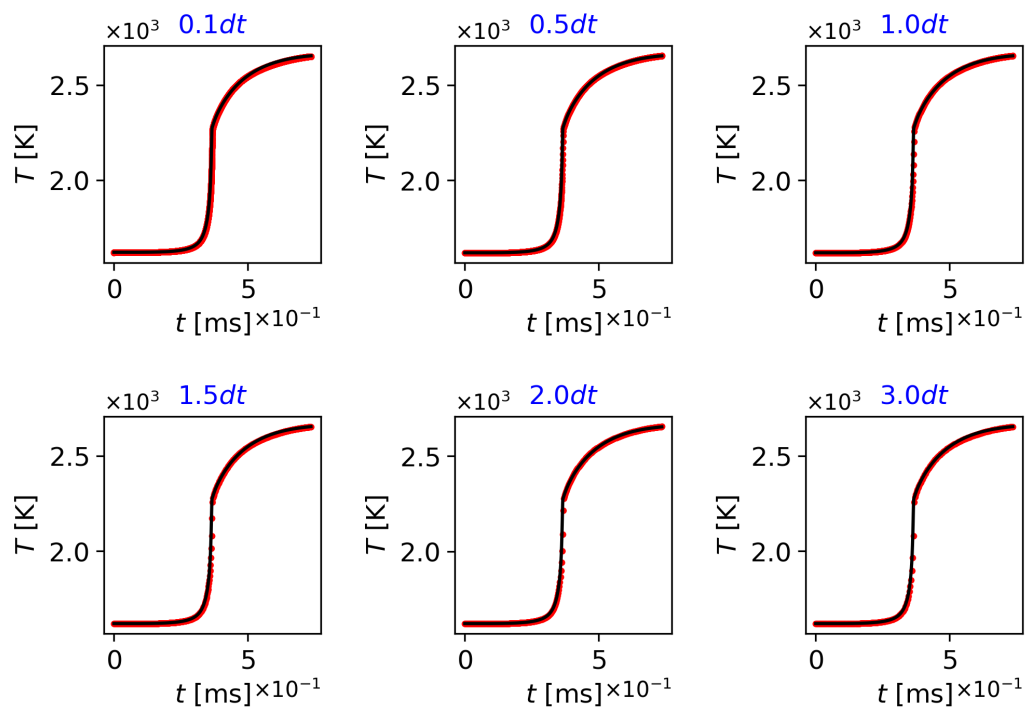 ×10³ 0.1dt ×10³ 0.5dt ×10³ 1.0dt
2.5 2.5 2.5
T [K] T [K] T [K]
2.0 2.0 2.0
0 5 0 5 0 5
t [ms]×10⁻¹ t [ms]×10⁻¹ t [ms]×10⁻¹
×10³ 1.5dt ×10³ 2.0dt ×10³ 3.0dt
2.5 2.5 2.5
T [K] T [K] T [K]
2.0 2.0 2.0
0 5 0 5 0 5
t [ms]×10⁻¹ t [ms]×10⁻¹ t [ms]×10⁻¹